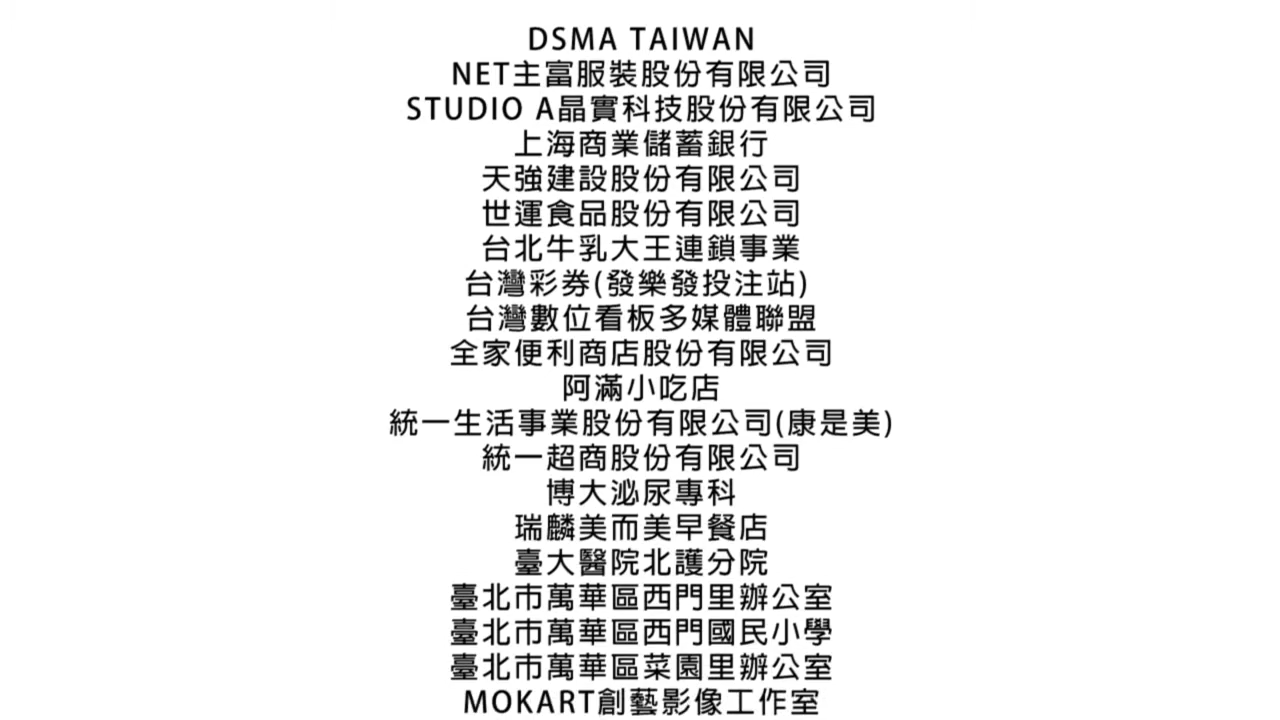 DSMA TAIWAN
NET主富服裝股份有限公司
STUDIO A晶實科技股份有限公司
上海商業儲蓄銀行
天強建設股份有限公司
世運食品股份有限公司
台北牛乳大王連鎖事業
台灣彩券(發樂發投注站)
台灣數位看板多媒體聯盟
全家便利商店股份有限公司
阿滿小吃店
統一生活事業股份有限公司(康是美)
統一超商股份有限公司
博大泌尿專科
瑞麟美而美早餐店
臺大醫院北護分院
臺北市萬華區西門里辦公室
臺北市萬華區西門國民小學
臺北市萬華區菜園里辦公室
MOKART創藝影像工作室